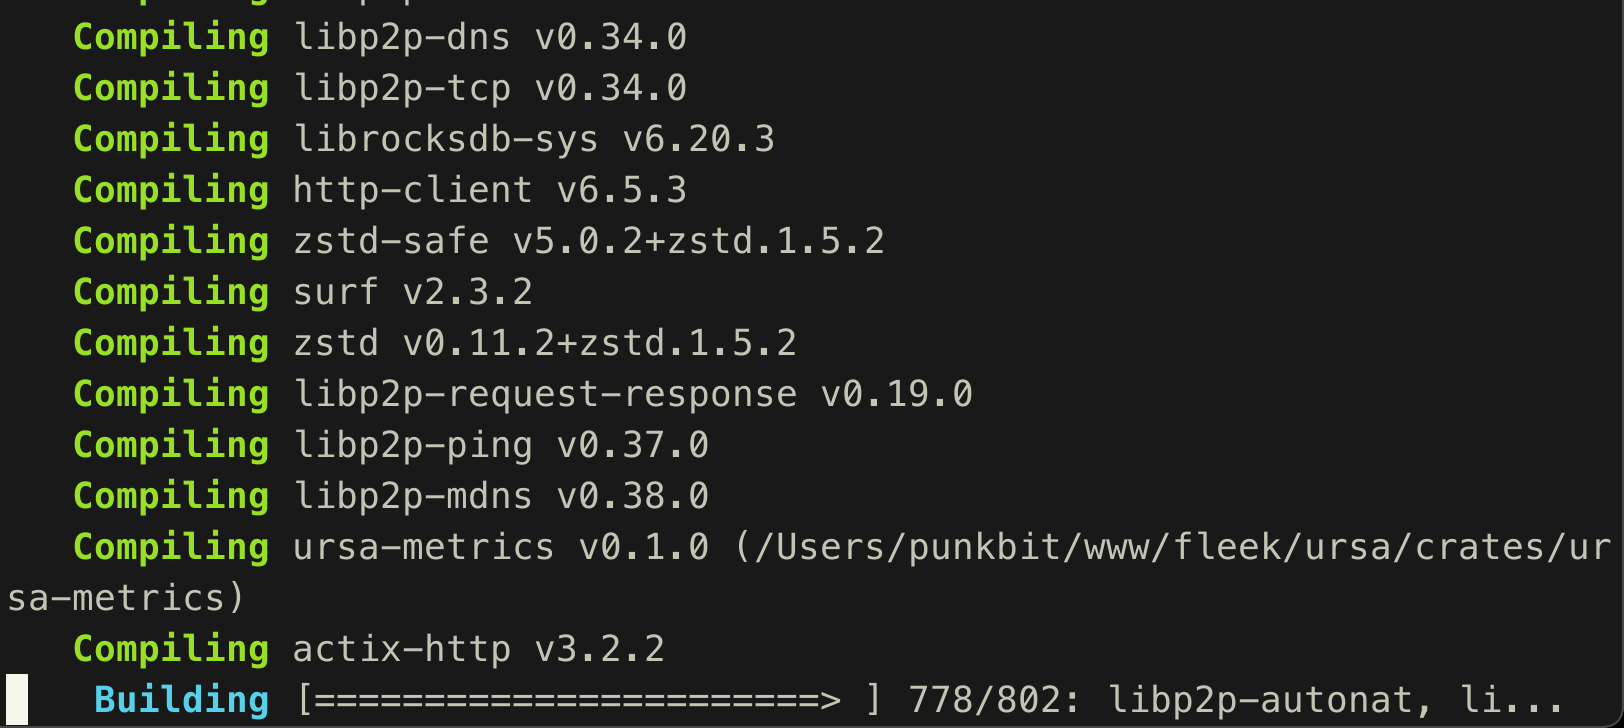 Compiling libp2p-dns v0.34.0
Compiling libp2p-tcp v0.34.0
Compiling librocksdb-sys v6.20.3
Compiling http-client v6.5.3
Compiling zstd-safe v5.0.2+zstd.1.5.2
Compiling surf v2.3.2
Compiling zstd v0.11.2+zstd.1.5.2
Compiling libp2p-request-response v0.19.0
Compiling libp2p-ping v0.37.0
Compiling libp2p-mdns v0.38.0
Compiling ursa-metrics v0.1.0 (/Users/punkbit/www/fleek/ursa/crates/ur
sa-metrics)
Compiling actix-http v3.2.2
Building [=======================> ] 778/802: libp2p-autonat, li...